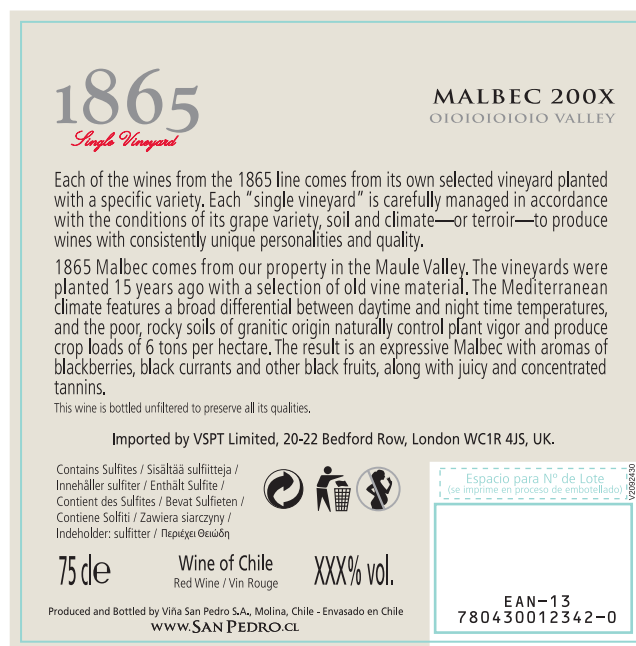 1865
Single Vineyard
MALBEC 200X
OIOIOIOIOIO VALLEY
Each of the wines from the 1865 line comes from its own selected vineyard planted
with a specific variety. Each “single vineyard” is carefully managed in accordance
with the conditions of its grape variety, soil and climate—or terroir—to produce
wines with consistently unique personalities and quality.
1865 Malbec comes from our property in the Maule Valley. The vineyards were
planted 15 years ago with a selection of old vine material. The Mediterranean
climate features a broad differential between daytime and night time temperatures,
and the poor, rocky soils of granitic origin naturally control plant vigor and produce
crop loads of 6 tons per hectare. The result is an expressive Malbec with aromas of
blackberries, black currants and other black fruits, along with juicy and concentrated
tannins.
This wine is bottled unfiltered to preserve all its qualities.
Imported by VSPT Limited, 20-22 Bedford Row, London WC1R 4JS, UK.
Contains Sulfites / Sisältää sulfiitteja /
Innehåller sulfiter / Enthält Sulfite /
Contient des Sulfites / Bevat Sulfieten /
Contiene Solfiti / Zawiera siarczyny /
Indeholder: sulfitter / Περιέχει Θειώδη
75 cl e
Wine of Chile
Red Wine / Vin Rouge
XXX% vol.
Produced and Bottled by Viña San Pedro S.A., Molina, Chile - Envasado en Chile
WWW.SAN PEDRO.CL
Espacio para Nº de Lote
(se imprime en proceso de embotellado)
V2092430
EAN-13
780430012342-0